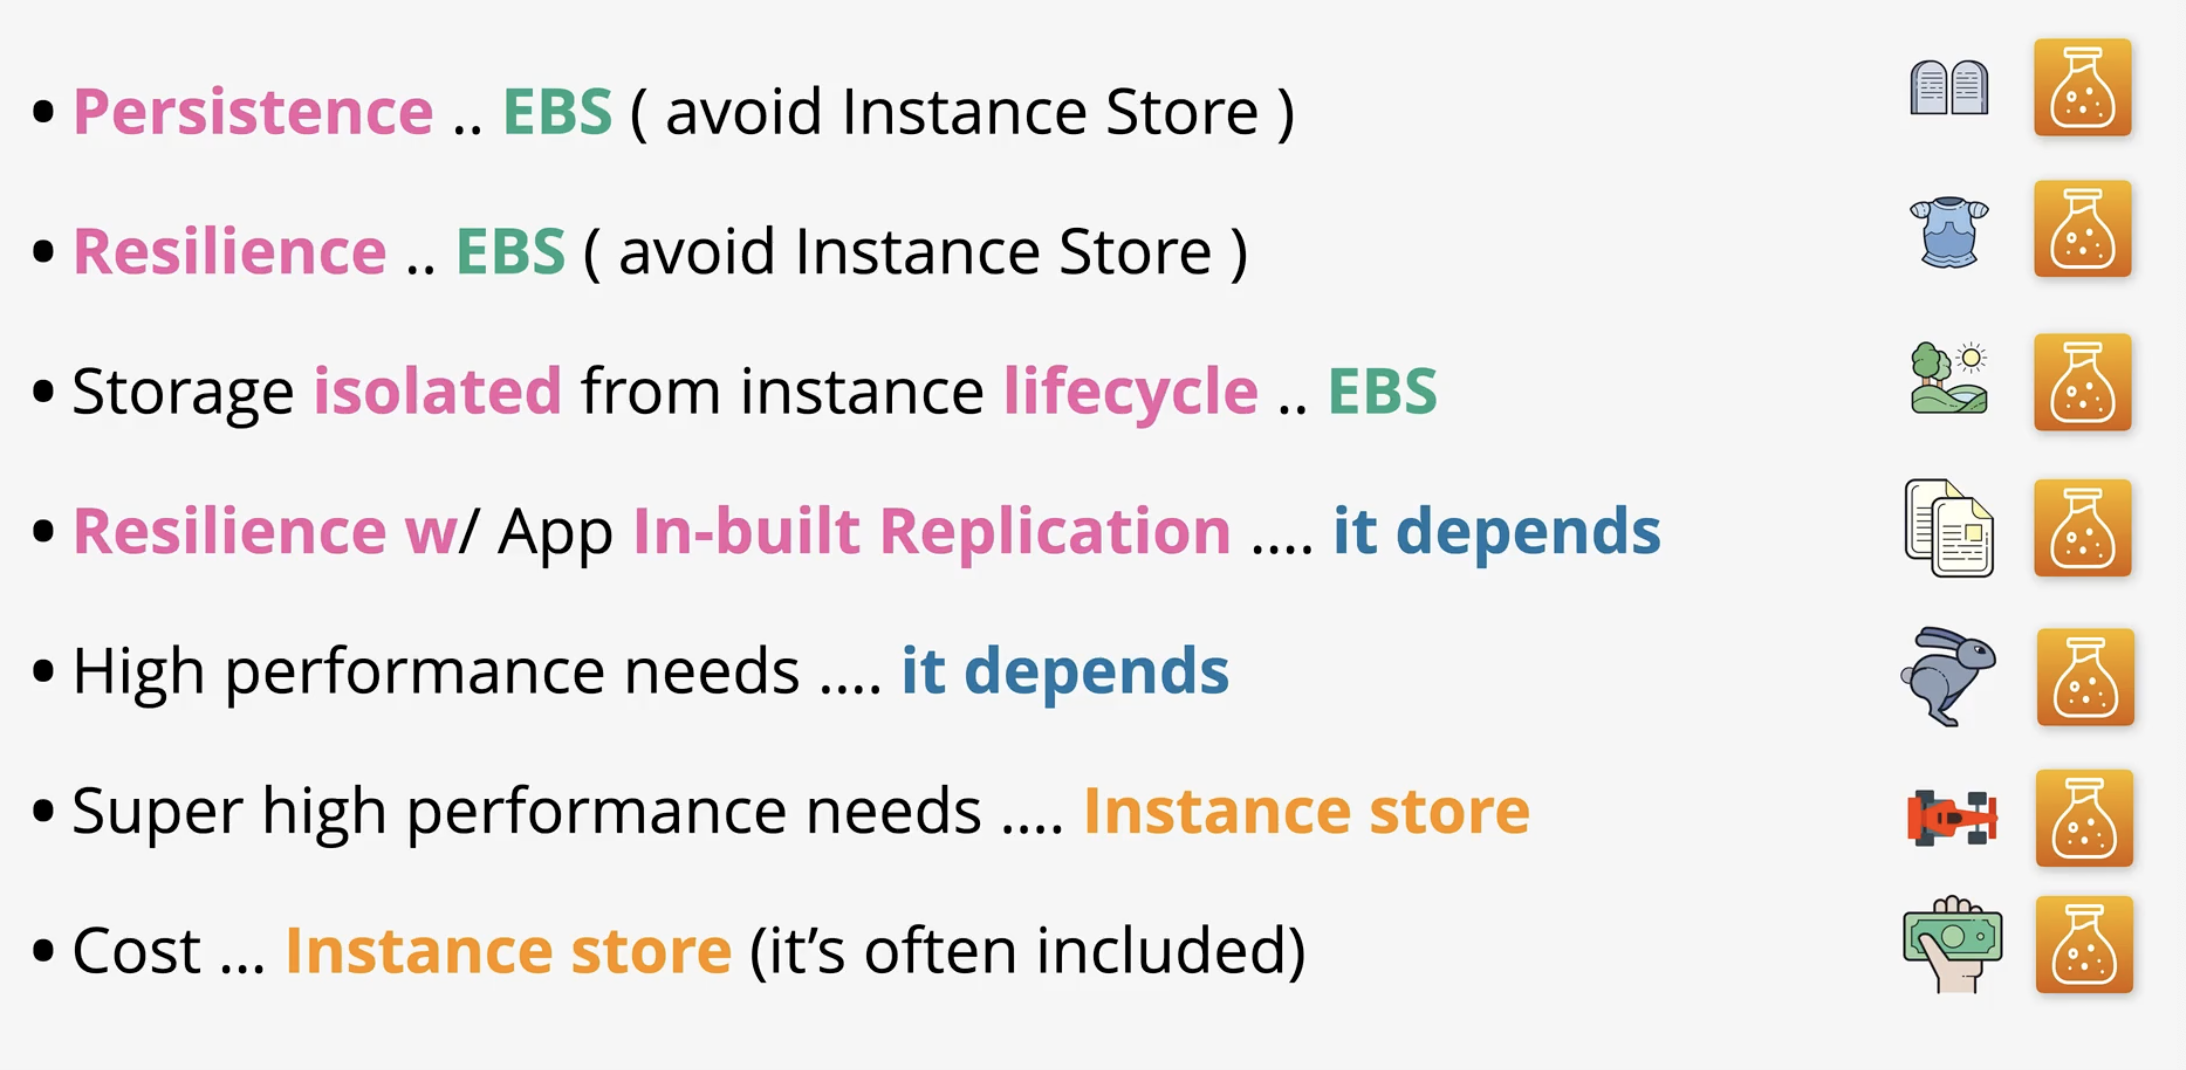 • Persistence .. EBS ( avoid Instance Store )
• Resilience .. EBS ( avoid Instance Store )
• Storage isolated from instance lifecycle .. EBS
• Resilience w/ App In-built Replication .... it depends
• High performance needs .... it depends
• Super high performance needs .... Instance store
• Cost ... Instance store (it’s often included)